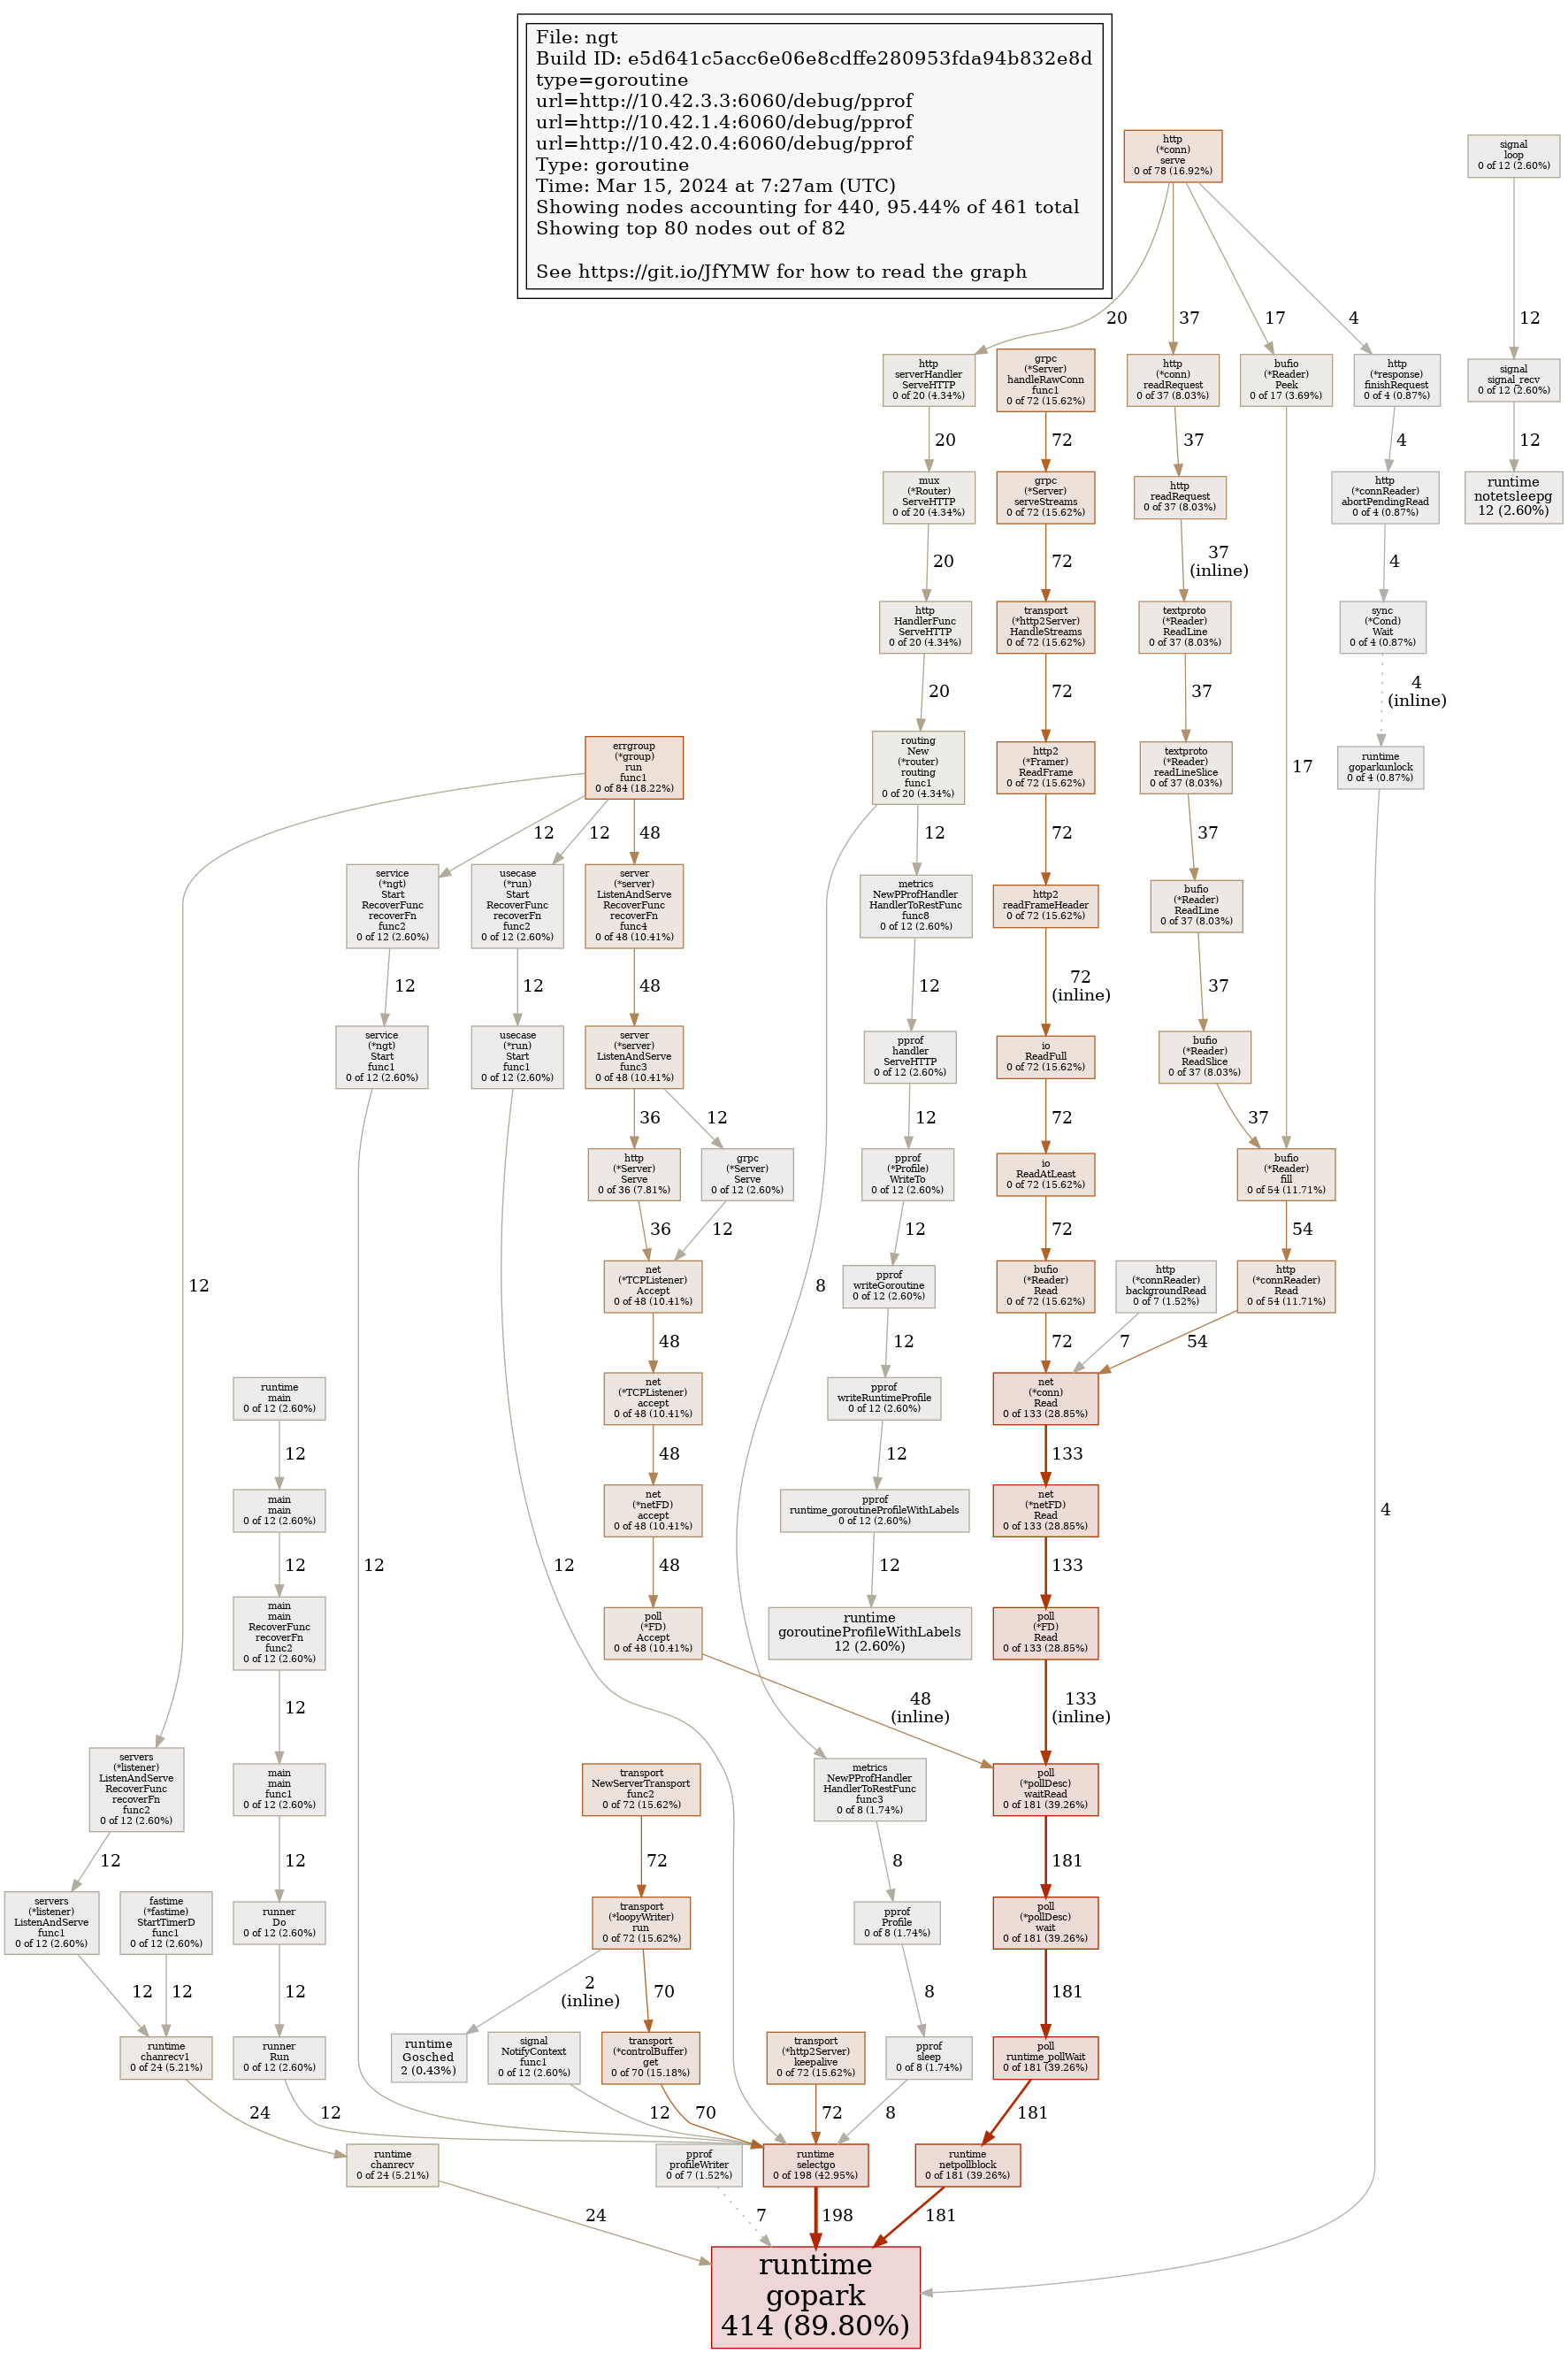 File: ngt
Build ID: e5d641c5acc6e06e8cdffe280953fda94b832e8d
type=goroutine
url=http://10.42.3.3:6060/debug/pprof
url=http://10.42.1.4:6060/debug/pprof
url=http://10.42.0.4:6060/debug/pprof
Type: goroutine
Time: Mar 15, 2024 at 7:27am (UTC)
Showing nodes accounting for 440, 95.44% of 461 total
Showing top 80 nodes out of 82
See https://git.io/JfYMW for how to read the graph
http
(*conn)
serve
0 of 78 (16.92%)
signal
loop
0 of 12 (2.60%)
20
37
17
4
12
http
serverHandler
ServeHTTP
0 of 20 (4.34%)
grpc
(*Server)
handleRawConn
func1
0 of 72 (15.62%)
http
(*conn)
readRequest
0 of 37 (8.03%)
bufio
(*Reader)
Peek
0 of 17 (3.69%)
http
(*response)
finishRequest
0 of 4 (0.87%)
signal
signal_recv
0 of 12 (2.60%)
20
72
37
4
12
mux
(*Router)
ServeHTTP
0 of 20 (4.34%)
grpc
(*Server)
serveStreams
0 of 72 (15.62%)
http
readRequest
0 of 37 (8.03%)
http
(*connReader)
abortPendingRead
0 of 4 (0.87%)
runtime
notetsleepg
12 (2.60%)
20
72
37
(inline)
4
http
HandlerFunc
ServeHTTP
0 of 20 (4.34%)
transport
(*http2Server)
HandleStreams
0 of 72 (15.62%)
textproto
(*Reader)
ReadLine
0 of 37 (8.03%)
sync
(*Cond)
Wait
0 of 4 (0.87%)
20
72
37
4
(inline)
errgroup
(*group)
run
func1
0 of 84 (18.22%)
routing
New
(*router)
routing
func1
0 of 20 (4.34%)
http2
(*Framer)
ReadFrame
0 of 72 (15.62%)
textproto
(*Reader)
readLineSlice
0 of 37 (8.03%)
17
runtime
goparkunlock
0 of 4 (0.87%)
12
12
48
12
72
37
service
(*ngt)
Start
RecoverFunc
recoverFn
func2
0 of 12 (2.60%)
usecase
(*run)
Start
RecoverFunc
recoverFn
func2
0 of 12 (2.60%)
server
(*server)
ListenAndServe
RecoverFunc
recoverFn
func4
0 of 48 (10.41%)
metrics
NewPProfHandler
HandlerToRestFunc
func8
0 of 12 (2.60%)
http2
readFrameHeader
0 of 72 (15.62%)
bufio
(*Reader)
ReadLine
0 of 37 (8.03%)
12
12
48
12
72
(inline)
37
service
(*ngt)
Start
func1
0 of 12 (2.60%)
usecase
(*run)
Start
func1
0 of 12 (2.60%)
server
(*server)
ListenAndServe
func3
0 of 48 (10.41%)
pprof
handler
ServeHTTP
0 of 12 (2.60%)
io
ReadFull
0 of 72 (15.62%)
bufio
(*Reader)
ReadSlice
0 of 37 (8.03%)
36
12
12
72
37
http
(*Server)
Serve
0 of 36 (7.81%)
grpc
(*Server)
Serve
0 of 12 (2.60%)
pprof
(*Profile)
WriteTo
0 of 12 (2.60%)
io
ReadAtLeast
0 of 72 (15.62%)
bufio
(*Reader)
fill
0 of 54 (11.71%)
36
12
12
72
54
12
net
(*TCPListener)
Accept
0 of 48 (10.41%)
8
pprof
writeGoroutine
0 of 12 (2.60%)
bufio
(*Reader)
Read
0 of 72 (15.62%)
http
(*connReader)
backgroundRead
0 of 7 (1.52%)
http
(*connReader)
Read
0 of 54 (11.71%)
48
12
72
7
54
runtime
main
0 of 12 (2.60%)
net
(*TCPListener)
accept
0 of 48 (10.41%)
pprof
writeRuntimeProfile
0 of 12 (2.60%)
net
(*conn)
Read
0 of 133 (28.85%)
12
48
12
133
main
main
0 of 12 (2.60%)
net
(*netFD)
accept
0 of 48 (10.41%)
pprof
runtime_goroutineProfileWithLabels
0 of 12 (2.60%)
net
(*netFD)
Read
0 of 133 (28.85%)
4
12
12
12
48
12
133
main
main
RecoverFunc
recoverFn
func2
0 of 12 (2.60%)
poll
(*FD)
Accept
0 of 48 (10.41%)
runtime
goroutineProfileWithLabels
12 (2.60%)
poll
(*FD)
Read
0 of 133 (28.85%)
12
48
(inline)
133
(inline)
servers
(*listener)
ListenAndServe
RecoverFunc
recoverFn
func2
0 of 12 (2.60%)
main
main
func1
0 of 12 (2.60%)
transport
NewServerTransport
func2
0 of 72 (15.62%)
metrics
NewPProfHandler
HandlerToRestFunc
func3
0 of 8 (1.74%)
poll
(*pollDesc)
waitRead
0 of 181 (39.26%)
12
12
72
8
181
servers
(*listener)
ListenAndServe
func1
0 of 12 (2.60%)
fastime
(*fastime)
StartTimerD
func1
0 of 12 (2.60%)
runner
Do
0 of 12 (2.60%)
transport
(*loopyWriter)
run
0 of 72 (15.62%)
pprof
Profile
0 of 8 (1.74%)
poll
(*pollDesc)
wait
0 of 181 (39.26%)
12
12
12
2
(inline)
70
8
181
runtime
chanrecv1
0 of 24 (5.21%)
runner
Run
0 of 12 (2.60%)
runtime
Gosched
2 (0.43%)
signal
NotifyContext
func1
0 of 12 (2.60%)
transport
(*controlBuffer)
get
0 of 70 (15.18%)
transport
(*http2Server)
keepalive
0 of 72 (15.62%)
pprof
sleep
0 of 8 (1.74%)
poll
runtime_pollWait
0 of 181 (39.26%)
24
12
12
70
72
8
181
runtime
chanrecv
0 of 24 (5.21%)
pprof
profileWriter
0 of 7 (1.52%)
runtime
selectgo
0 of 198 (42.95%)
runtime
netpollblock
0 of 181 (39.26%)
24
7
198
181
runtime
gopark
414 (89.80%)